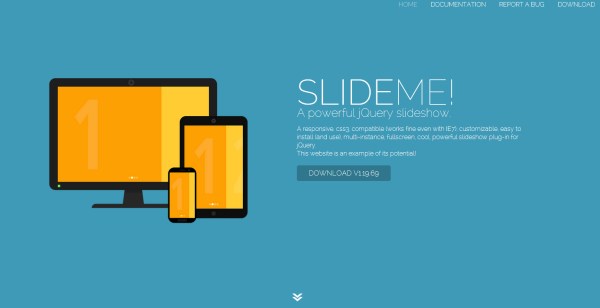 HOME DOCUMENTATION REPORT A BUG DOWNLOAD
SLIDEME!
A powerful jQuery slideshow
A responsive, css3, compatible (works fine even with IE7), customizable, easy to
install (and use), multi-instance, fullscreen, cool, powerful slideshow plug-in for
jQuery.
This website is an example of its potential!
DOWNLOAD V1.19.69
1
1
1